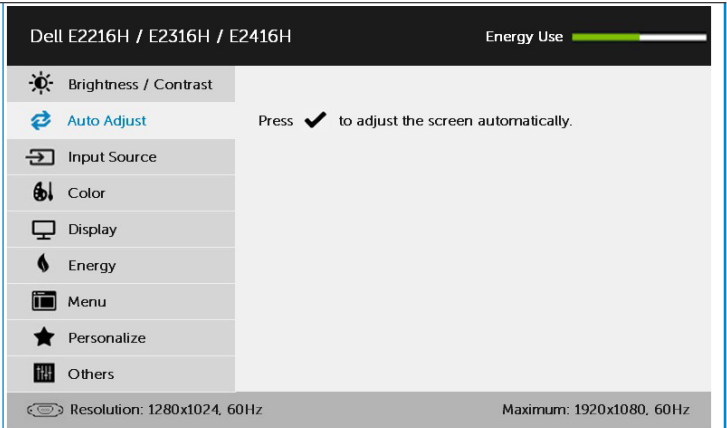 Dell E2216H / E2316H / E2416H
Energy Use
Brightness / Contrast
Auto Adjust
Press ✔ to adjust the screen automatically.
Input Source
Color
Display
Energy
Menu
Personalize
Others
Resolution: 1280x1024, 60Hz
Maximum: 1920x1080, 60Hz